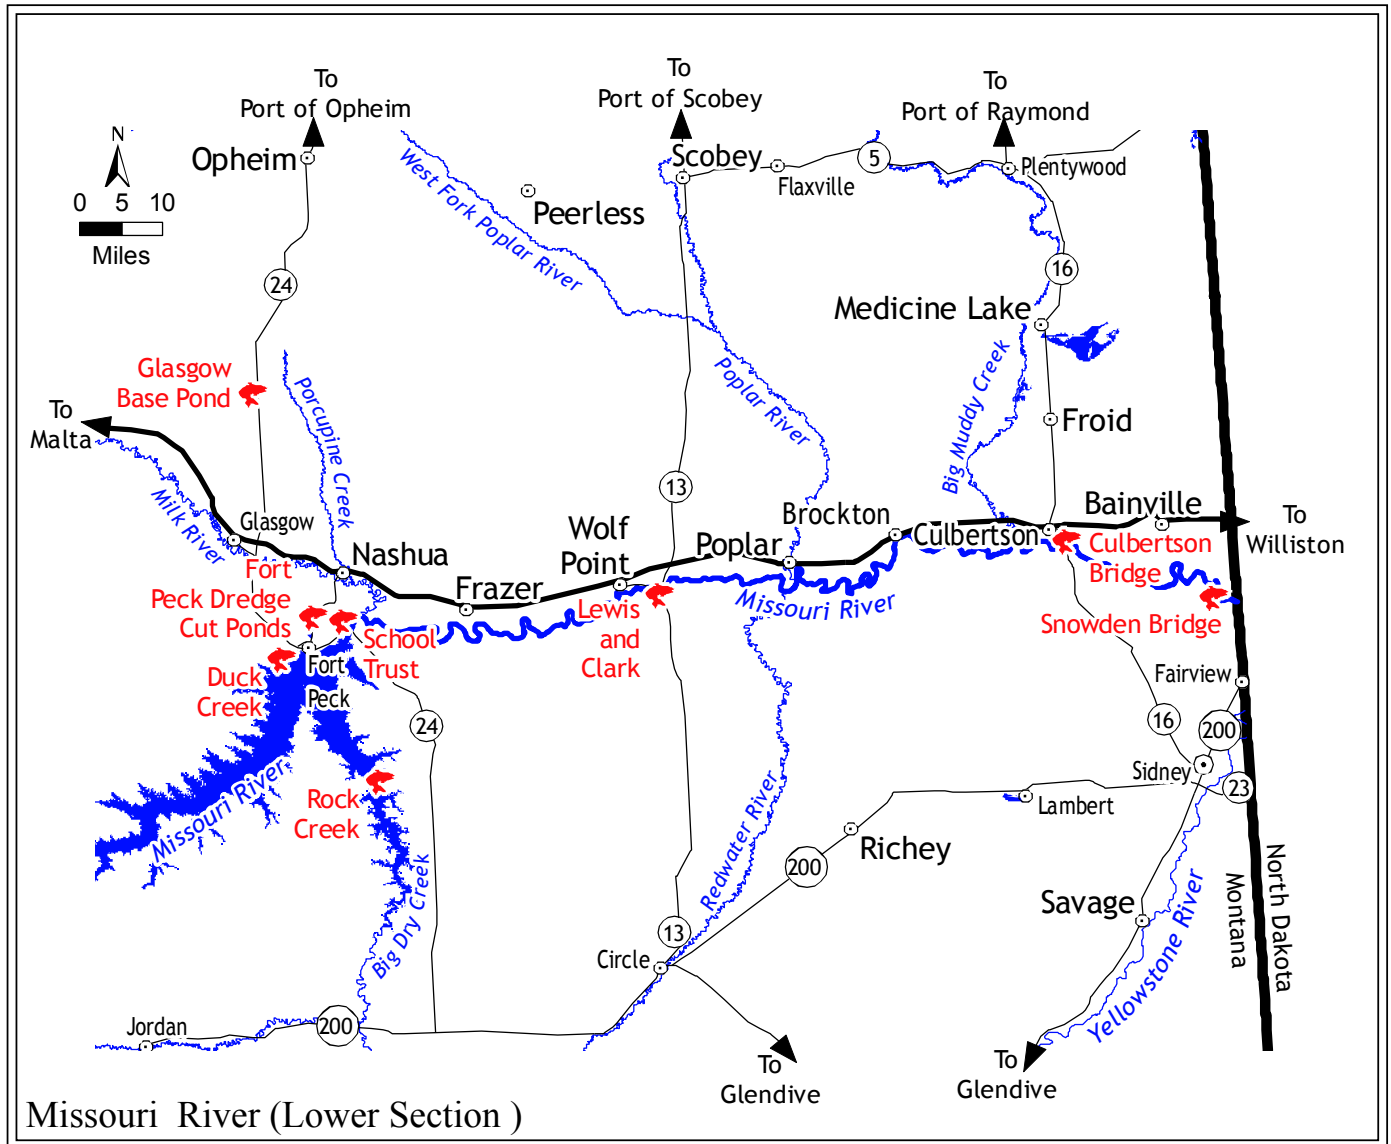 To
Port of Opheim
To
Port of Scobey
To
Port of Raymond
N
0 5 10
Miles
Opheim
Scobey
Flaxville
5
Plentywood
Peerless
West Fork Poplar River
24
16
Medicine Lake
Glasgow
Base Pond
Porcupine Creek
Poplar River
Big Muddy Creek
Froid
To
Malta
Milk River
Glasgow
13
Wolf
Point
Poplar
Brockton
Culbertson
Bainville
To
Williston
Nashua
Frazer
Fort
Peck Dredge
Cut Ponds
School
Trust
Lewis
and
Clark
Missouri River
Culbertson
Bridge
Snowden Bridge
Duck
Creek
Fort
Peck
24
Fairview
16
200
Sidney
23
Missouri River
Rock
Creek
Lambert
Richey
200
Redwater River
Big Dry Creek
Savage
Yellowstone River
Montana
North Dakota
13
Circle
Jordan
200
To
Glendive
To
Glendive
Missouri River (Lower Section )